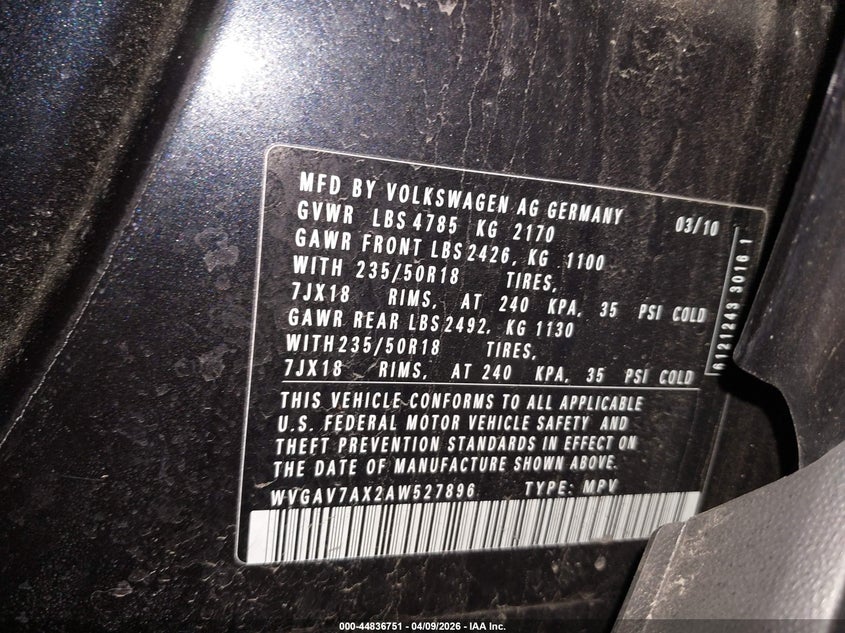 MFD BY VOLKSWAGEN AG GERMANY
03/10
GVWR LBS 4785 KG 2170
GAWR FRONT LBS 2426, KG 1100
WITH 235/50R18 TIRES,
7JX18 RIMS, AT 240 KPA, 35 PSI COLD
GAWR REAR LBS 2492. KG 1130
WITH 235/50R18 TIRES,
7JX18 RIMS, AT 240 KPA, 35 PSI COLD
THIS VEHICLE CONFORMS TO ALL APPLICABLE
U.S. FEDERAL MOTOR VEHICLE SAFETY AND
THEFT PREVENTION STANDARDS IN EFFECT ON
THE DATE OF MANUFACTURE SHOWN ABOVE.
WVGAV7AX2AW527896 TYPE: MPV
6121243 3016 1
000-44836751 - 04/09/2026 - IAA Inc.